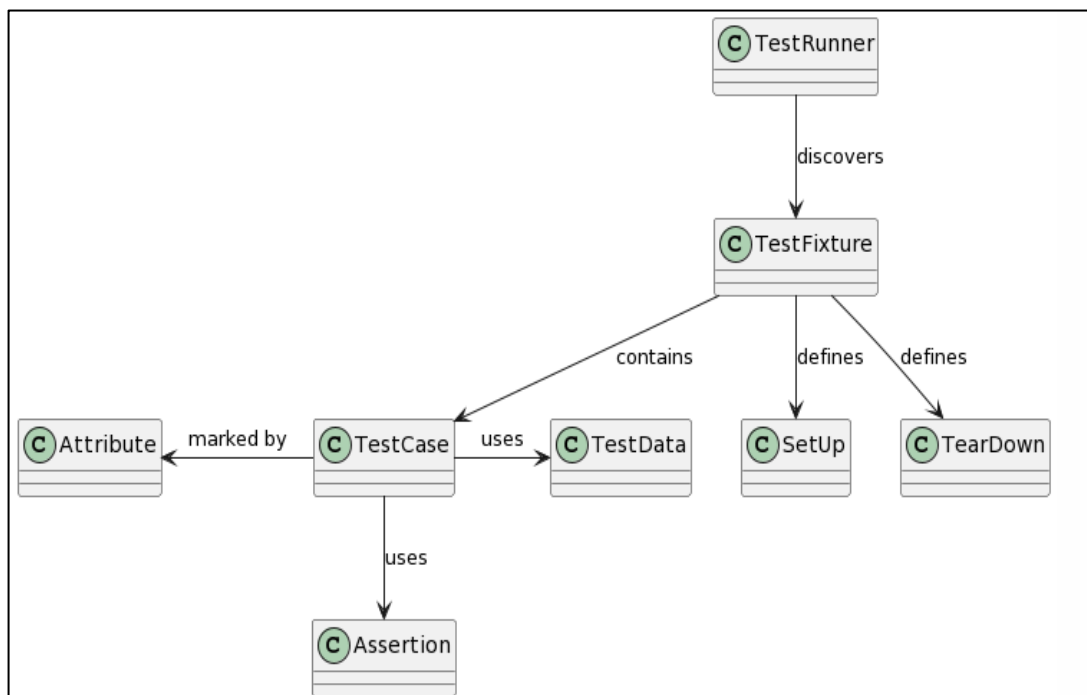 C TestRunner
discovers
C TestFixture
contains
defines
defines
C Attribute
marked by
C TestCase
uses
C TestData
C SetUp
C TearDown
uses
C Assertion